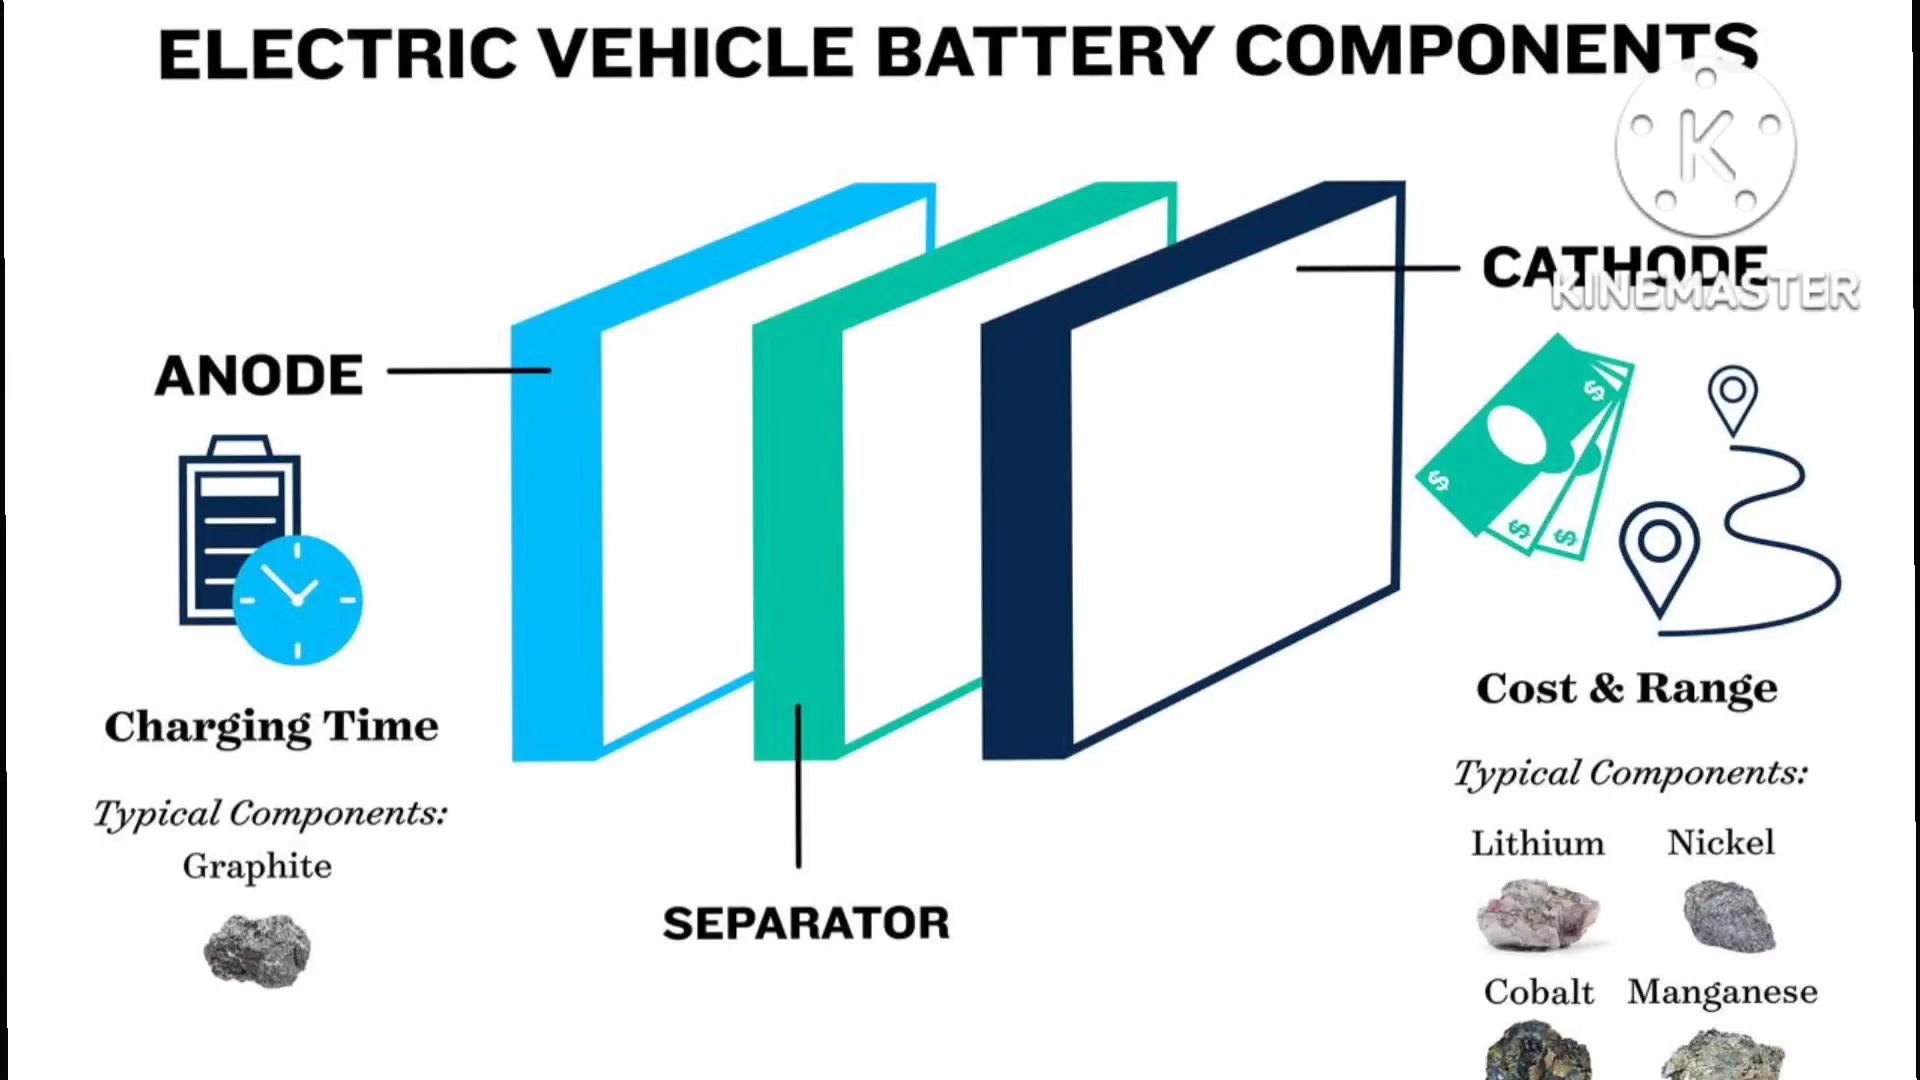 ELECTRIC VEHICLE BATTERY COMPONENTS
K
CATHODE
KINEMASTER
ANODE
Charging Time
Typical Components:
Graphite
SEPARATOR
$
$
$
$
Cost & Range
Typical Components:
Lithium Nickel
Cobalt Manganese